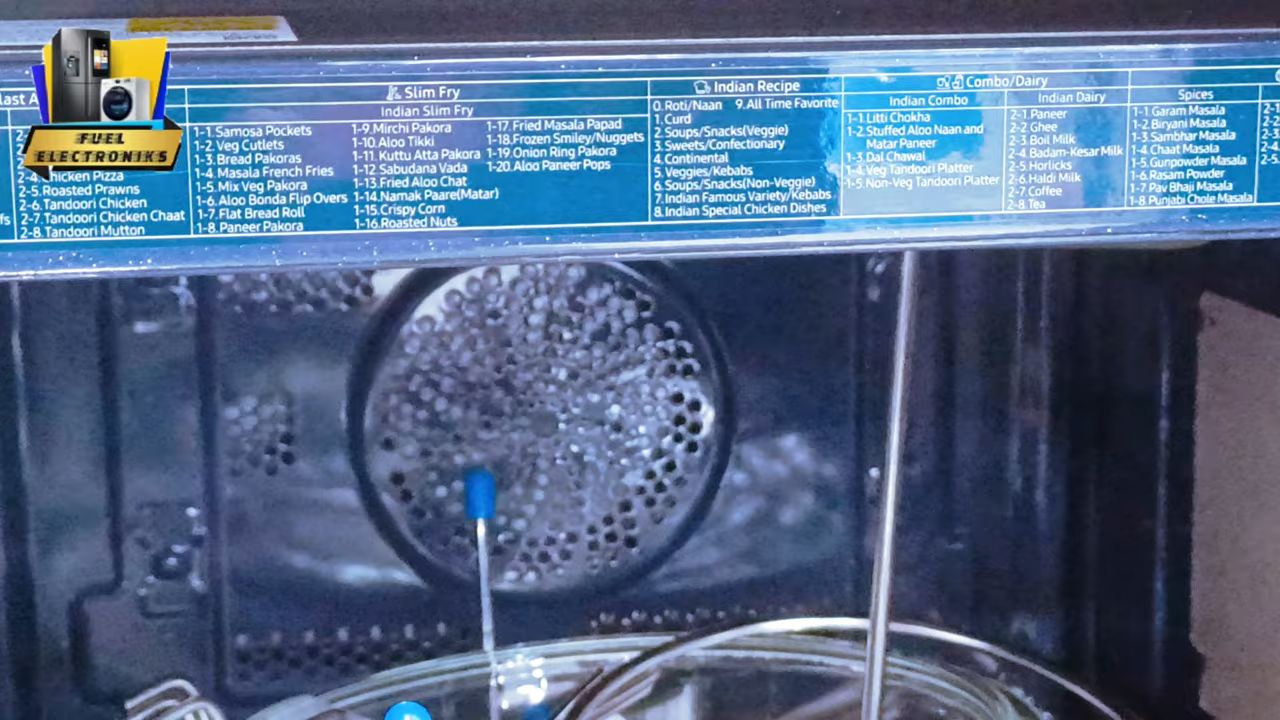 FUEL
ELECTRONIKS
Slim Fry
Indian Slim Fry
1-1.Samosa Pockets
1-2.Veg Cutlets
1-3.Bread Pakoras
1-4.Masala French Fries
1-5.Mix Veg Pakora
1-6.Aloo Bonda Flip Overs
1-7.Flat Bread Roll
1-8.Paneer Pakora
1-9.Mirchi Pakora
1-10.Aloo Tikki
1-11.Kuttu Atta Pakora
1-12.Sabudana Vada
1-13.Fried Aloo Chat
1-14.Namak Paare(Matar)
1-15.Crispy Corn
1-16.Roasted Nuts
1-17.Fried Masala Papad
1-18.Frozen Smiley/Nuggets
1-19.Onion Ring Pakora
1-20.Aloo Paneer Pops
2-4.Chicken Pizza
2-5.Roasted Prawns
2-6.Tandoori Chicken
2-7.Tandoori Chicken Chaat
2-8.Tandoori Mutton
Indian Recipe
0.Roti/Naan 9.All Time Favorite
1.Curd
2.Soups/Snacks(Veggie)
3.Sweets/Confectionary
4.Continental
5.Veggies/Kebabs
6.Soups/Snacks(Non-Veggie)
7.Indian Famous Variety/Kebabs
8.Indian Special Chicken Dishes
Combo/Dairy
Indian Combo
1-1.Litti Chokha
1-2.Stuffed Aloo Naan and
Matar Paneer
1-3.Dal Chawal
1-4.Veg Tandoori Platter
1-5.Non-Veg Tandoori Platter
Indian Dairy
2-1.Paneer
2-2.Ghee
2-3.Boil Milk
2-4.Badam-Kesar Milk
2-5.Horlicks
2-6.Haldi Milk
2-7.Coffee
2-8.Tea
Spices
1-1.Garam Masala
1-2.Biryani Masala
1-3.Sambhar Masala
1-4.Chaat Masala
1-5.Gunpowder Masala
1-6.Rasam Powder
1-7.Pav Bhaji Masala
1-8.Punjabi Chole Masala